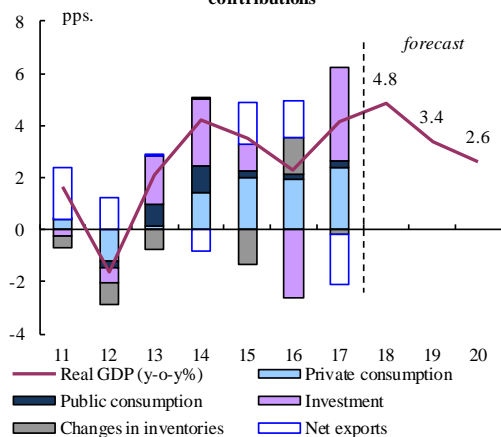 contributions
8
pps.
forecast
6
4.8
4
3.4
2.6
2
0
-2
-4
11 12 13 14 15 16 17 18 19 20
Real GDP (y-o-y%) Private consumption
Public consumption Investment
Changes in inventories Net exports